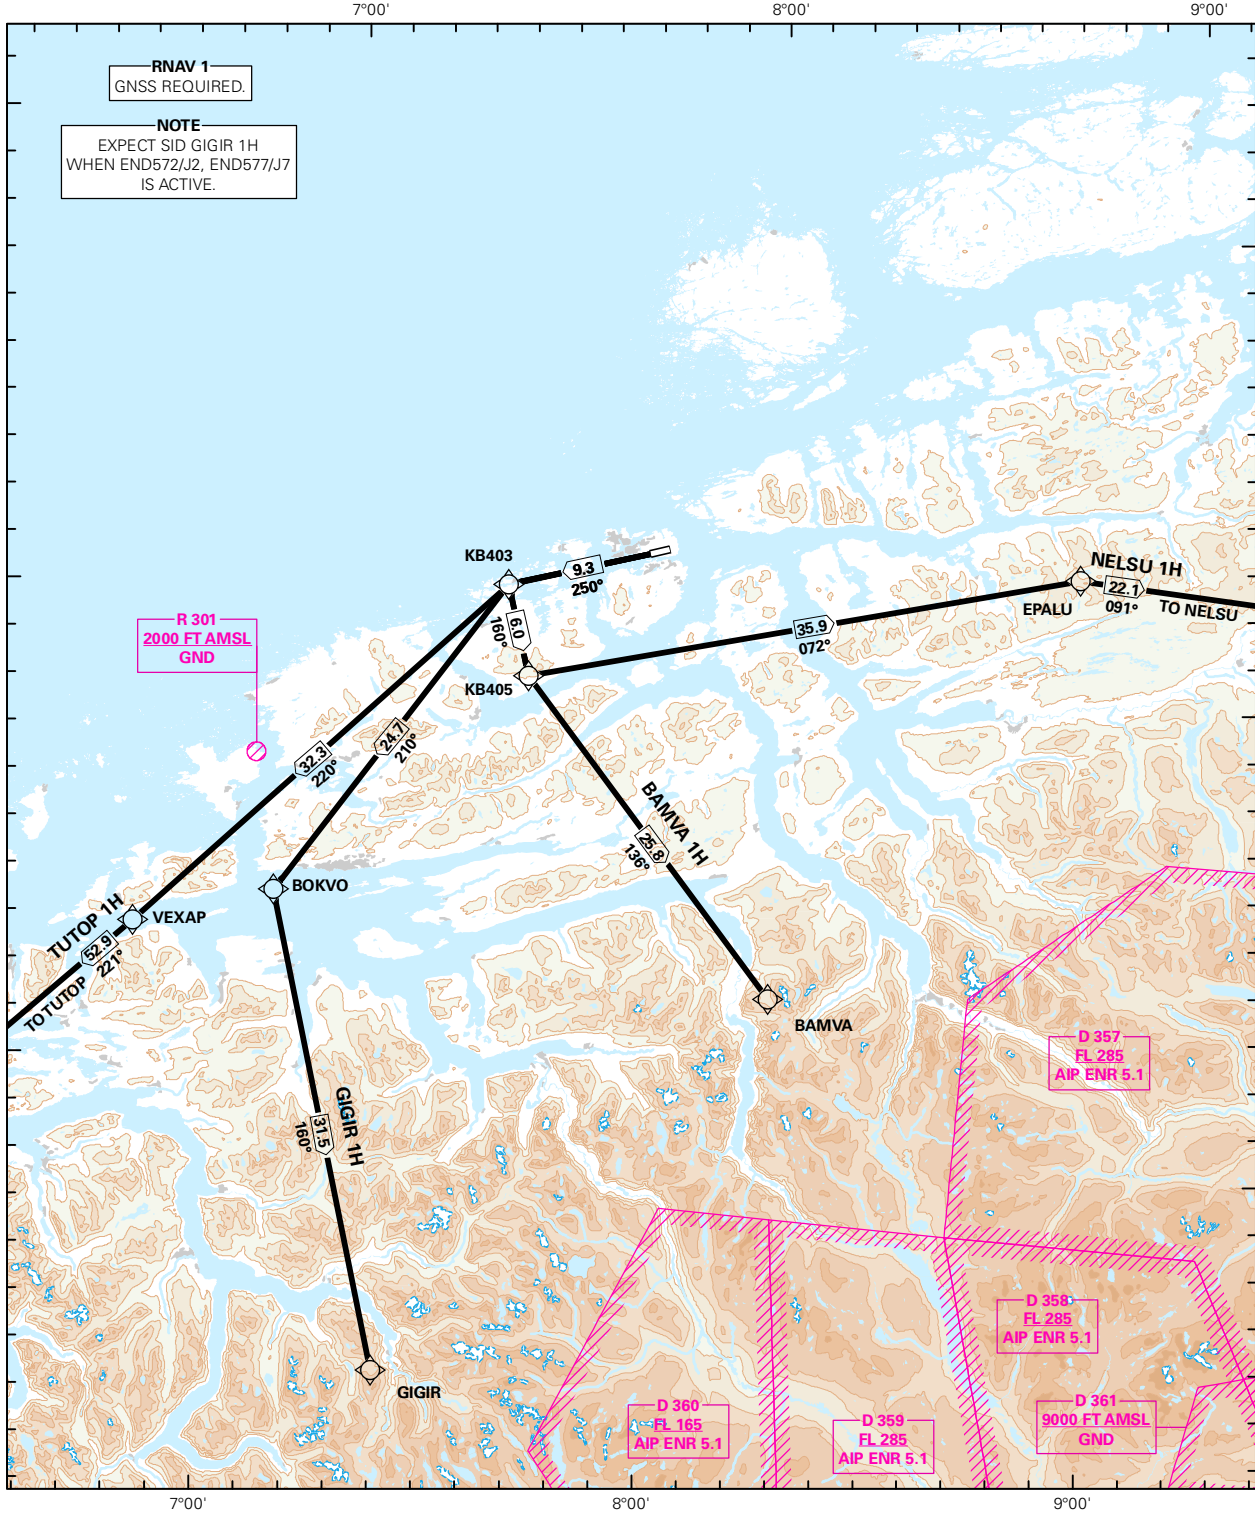 7°00'
8°00'
9°00'
RNAV 1
GNSS REQUIRED.
NOTE
EXPECT SID GIGIR 1H
WHEN END572/J2, END577/J7
IS ACTIVE.
KB403
9.3
250°
NELSU 1H
22.1
091°
TO NELSU
EPALU
R 301
2000 FT AMSL
GND
6.0
160°
35.9
072°
KB405
24.7
210°
32.3
220°
BAMVA 1H
25.8
136°
BOKVO
VEXAP
TUTOP 1H
52.9
221°
TO TUTOP
BAMVA
D 357
FL 285
AIP ENR 5.1
GIGIR 1H
31.5
160°
D 358
FL 285
AIP ENR 5.1
GIGIR
D 360
FL 165
AIP ENR 5.1
D 359
FL 285
AIP ENR 5.1
D 361
9000 FT AMSL
GND
7°00'
8°00'
9°00'